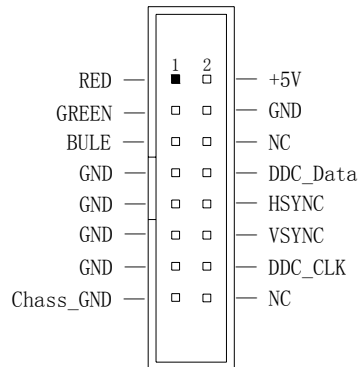 1 2
RED +5V
GREEN GND
BULE NC
GND DDC_Data
GND HSYNC
GND VSYNC
GND DDC_CLK
Chass_GND NC